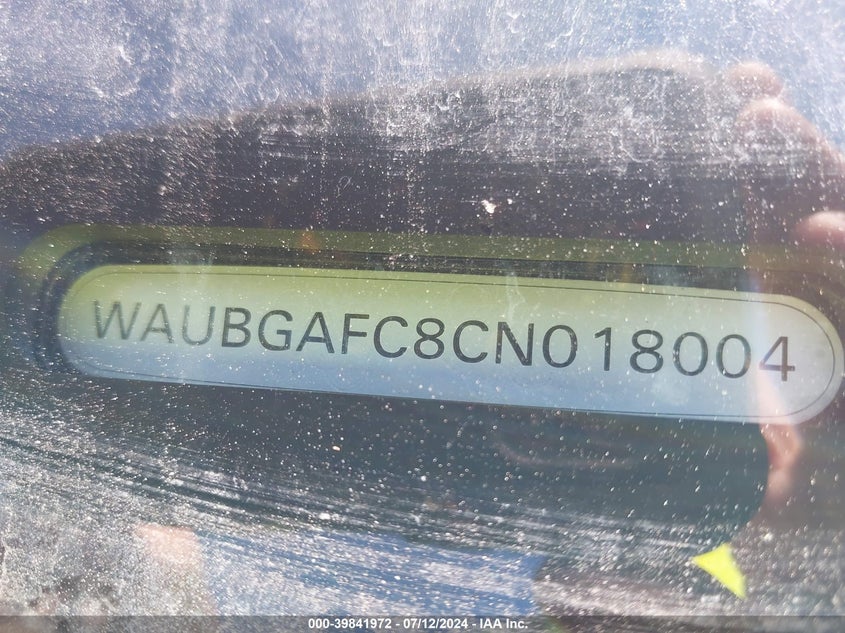 WAUBGAFC8CN018004
000-39841972 / 07/12/2024 - IAA Inc.